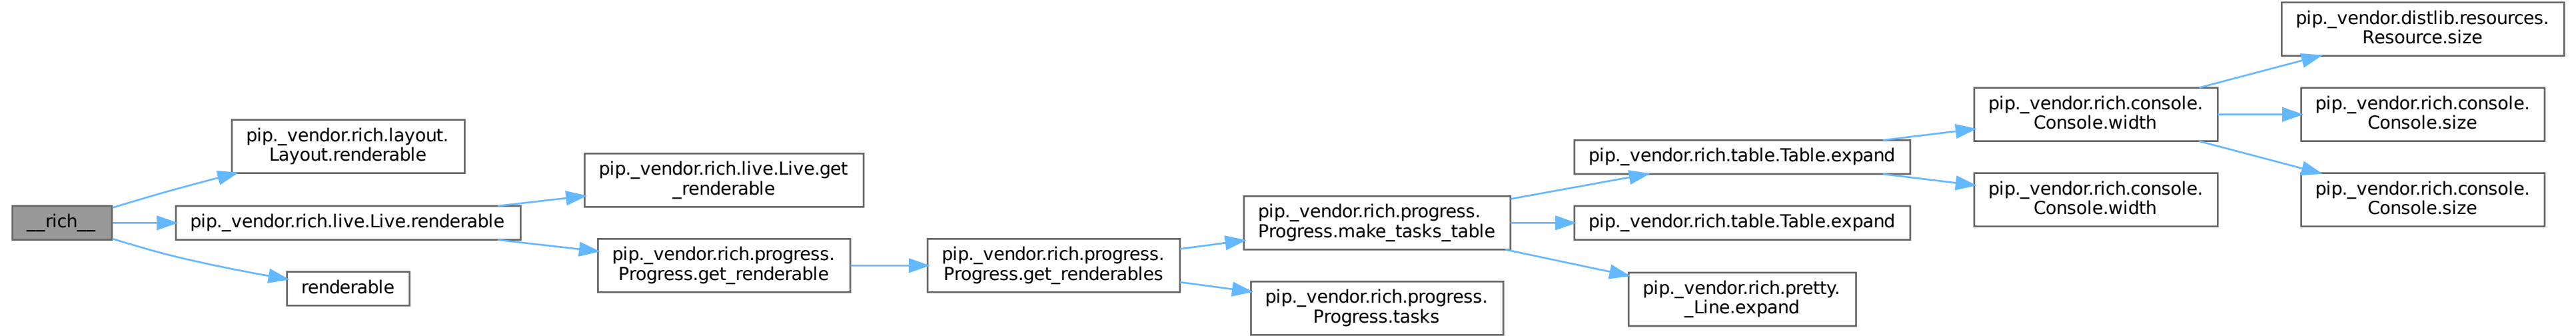 __rich__
pip._vendor.rich.layout.
Layout.renderable
pip._vendor.rich.live.Live.renderable
renderable
pip._vendor.rich.live.Live.get
_renderable
pip._vendor.rich.progress.
Progress.get_renderable
pip._vendor.rich.progress.
Progress.get_renderables
pip._vendor.rich.progress.
Progress.make_tasks_table
pip._vendor.rich.progress.
Progress.tasks
pip._vendor.rich.table.Table.expand
pip._vendor.rich.table.Table.expand
pip._vendor.rich.pretty.
_Line.expand
pip._vendor.rich.console.
Console.width
pip._vendor.rich.console.
Console.width
pip._vendor.distlib.resources.
Resource.size
pip._vendor.rich.console.
Console.size
pip._vendor.rich.console.
Console.size